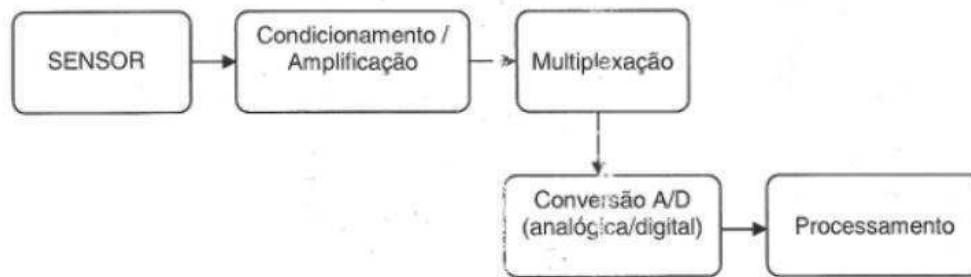 SENSOR
Condicionamento /
Amplificação
Multiplexação
Conversão A/D
(analógica/digital)
Processamento